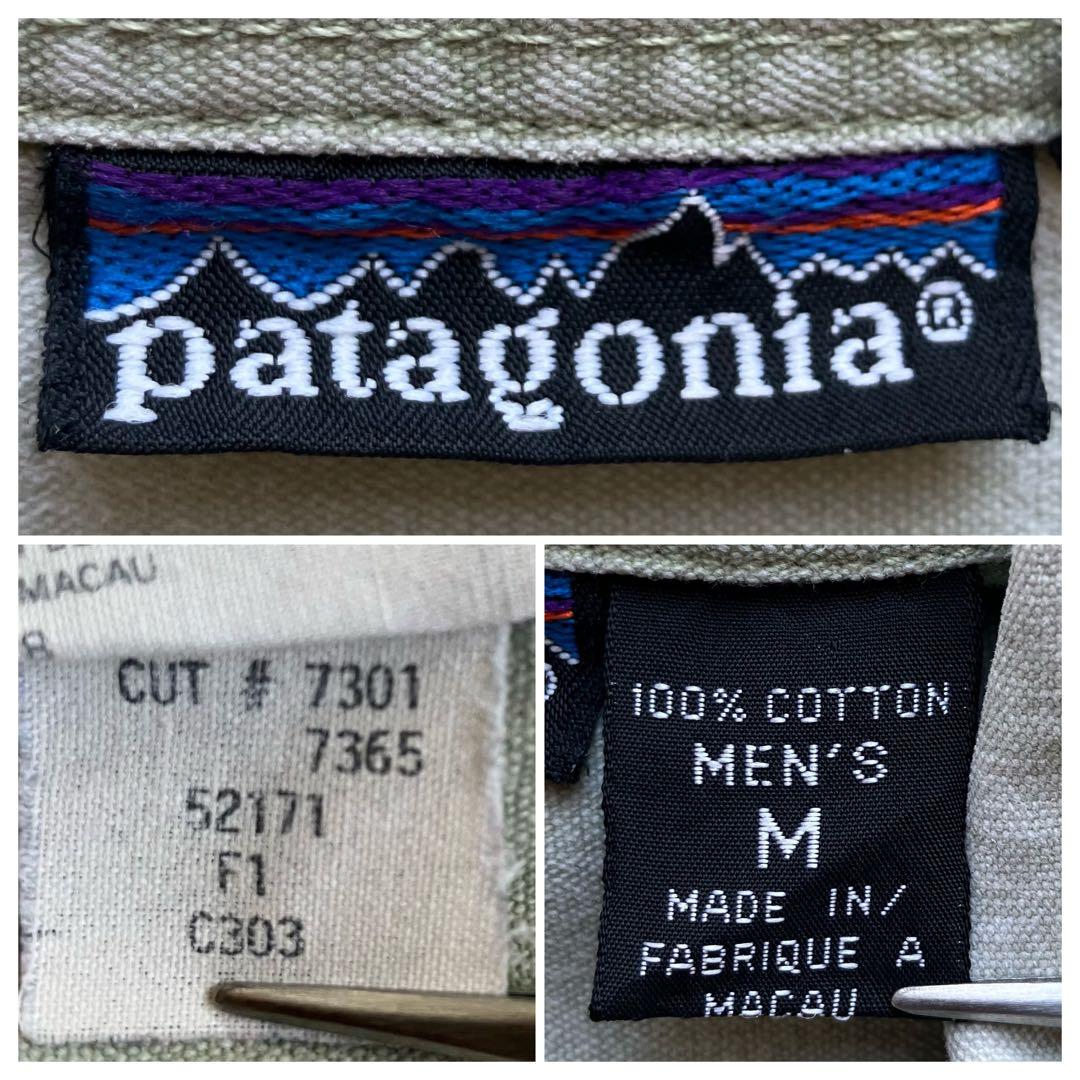 patagonia®
MACAU
CUT # 7301
7365
52171
F1
C303
100% COTTON
MEN'S
M
MADE IN/
FABRIQUE A
MACAU